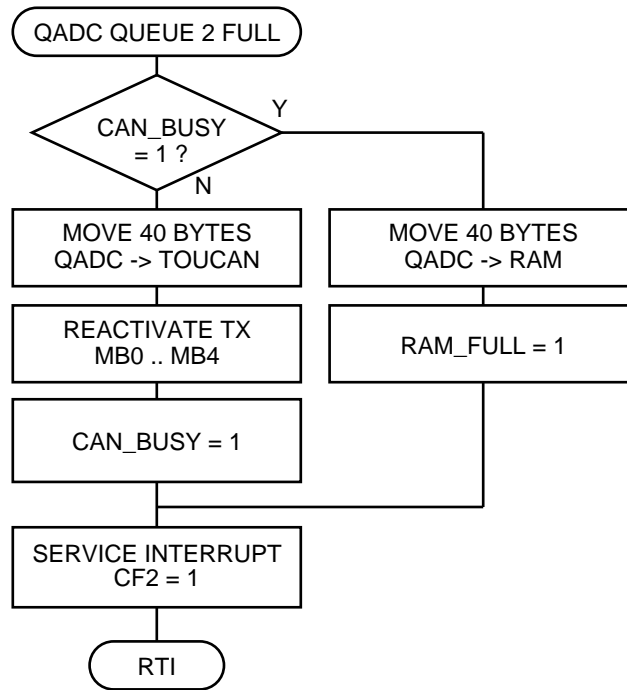 QADC QUEUE 2 FULL
CAN_BUSY
= 1 ?
Y
N
MOVE 40 BYTES
QADC -> TOUCAN
MOVE 40 BYTES
QADC -> RAM
REACTIVATE TX
MB0 .. MB4
RAM_FULL = 1
CAN_BUSY = 1
SERVICE INTERRUPT
CF2 = 1
RTI